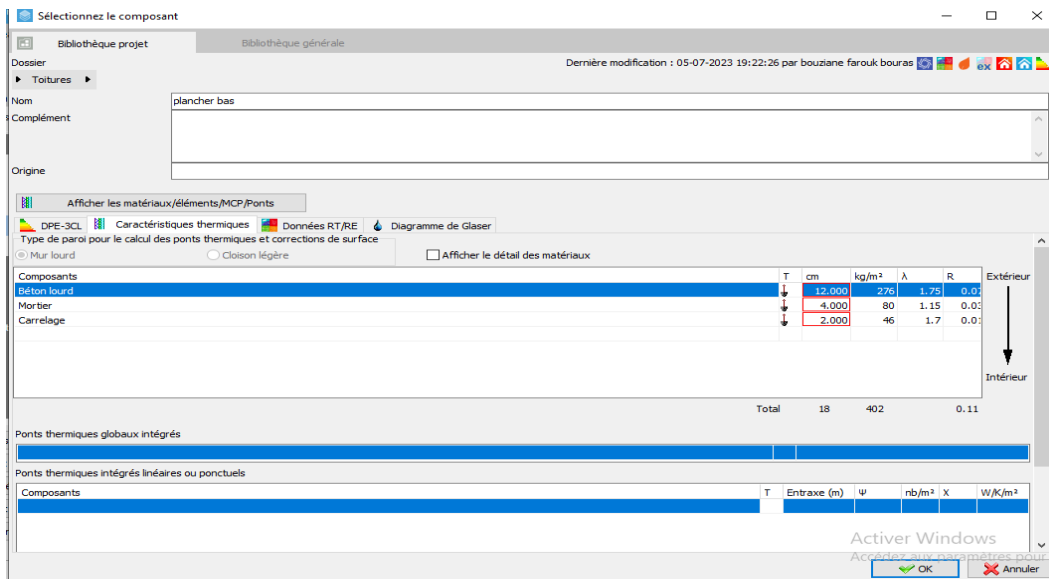 Sélectionnez le composant
Bibliothèque projet Bibliothèque générale
Dossier Dernière modification : 05-07-2023 19:22:26 par bouziane farouk bouras
Toitures
Nom plancher bas
Complément
Origine
Afficher les matériaux/éléments/MCP/Ponts
DPE-3CL Caractéristiques thermiques Données RT/RE Diagramme de Glaser
Type de paroi pour le calcul des ponts thermiques et corrections de surface
Mur lourd Cloison légère Afficher le détail des matériaux
Composants T cm kg/m² λ R Extérieur
Béton lourd 12.000 276 1.75
Mortier 4.000 80 1.15
Carrelage 2.000 46 1.7
Intérieur
Total 18 402 0.11
Ponts thermiques globaux intégrés
Ponts thermiques intégrés linéaires ou ponctuels
Composants T Entraxe (m) Ψ nb/m² X W/K/m²
Activer Windows
Accédez aux paramètres pour
OK Annuler